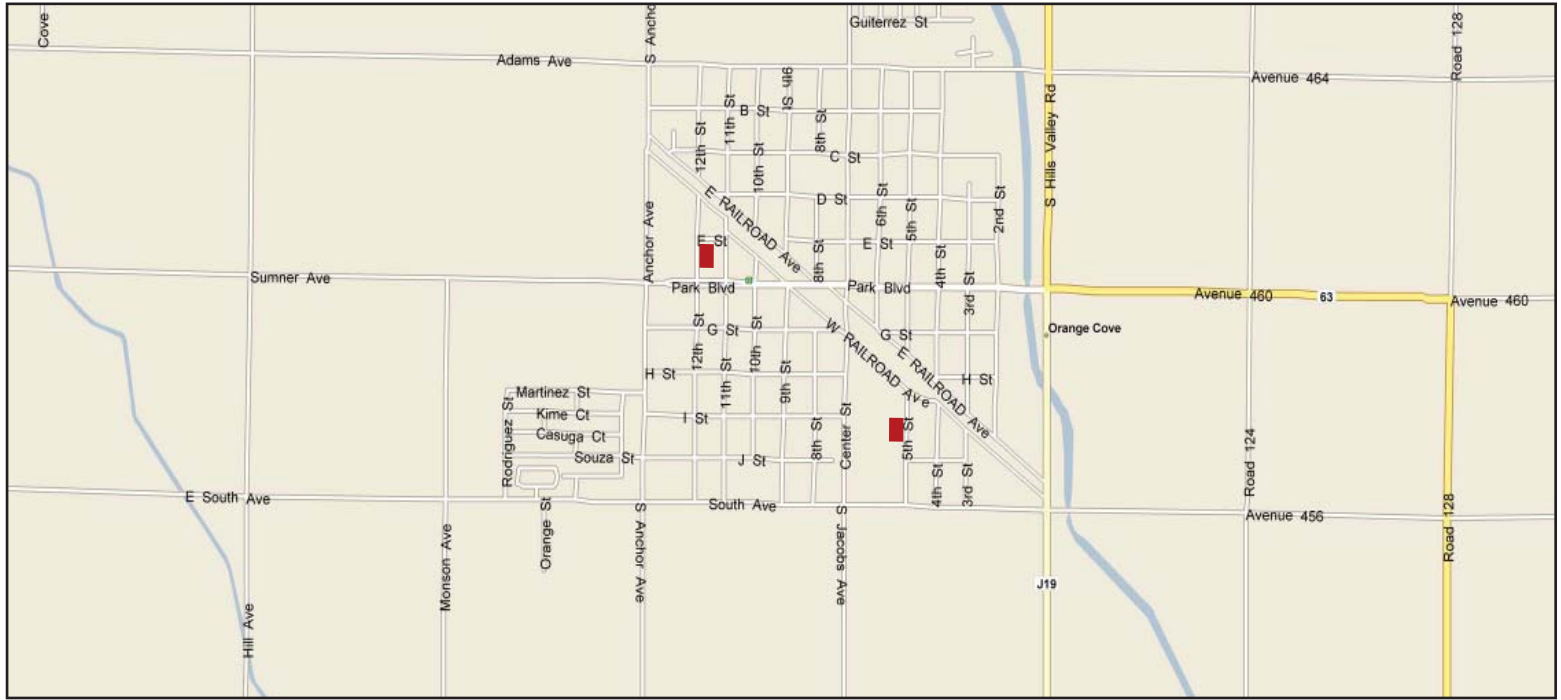 Cove
S Ancho
Guiterrez St
Road 128
Adams Ave
Avenue 464
9th St
11th St
B St
8th St
12th St
S Hills Valley Rd
10th St
C St
E RAILROAD Ave
D St
6th St
5th St
2nd St
Anchor Ave
E St
8th St
E St
4th St
3rd St
Sumner Ave
Park Blvd
Park Blvd
Avenue 460
63
Avenue 460
12th St
G St
10th St
W RAILROAD Ave
G St
Orange Cove
E RAILROAD Ave
H St
11th St
9th St
H St
Martinez St
Rodriguez St
Kime Ct
I St
8th St
Center St
5th St
Casuga Ct
Souza St
J St
4th St
3rd St
Road 124
E South Ave
Orange St
South Ave
Avenue 456
Road 128
Monson Ave
S Anchor Ave
S Jacobs Ave
J19
Hill Ave